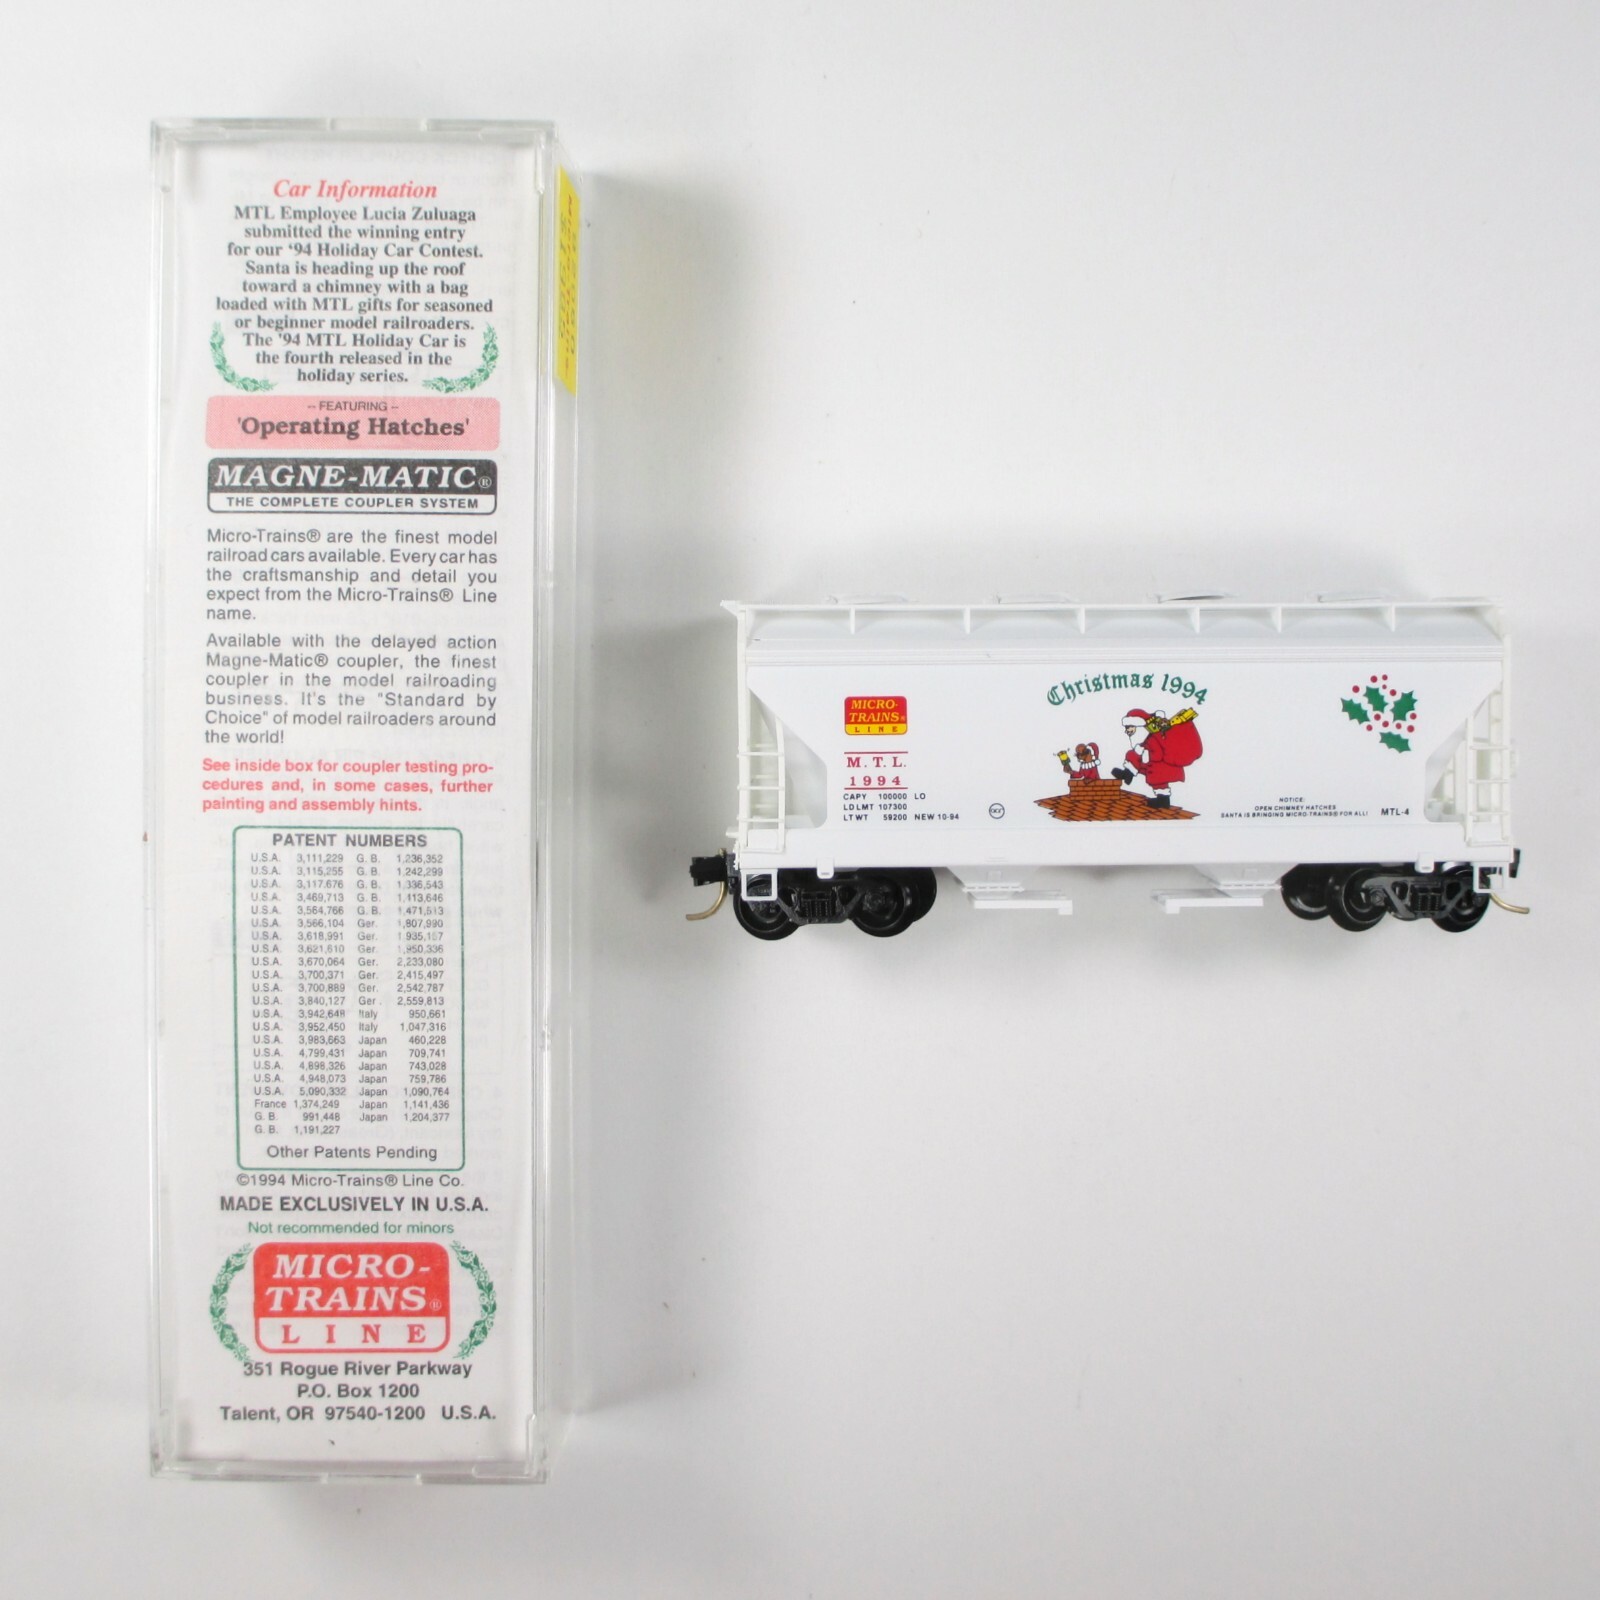 Car Information
MTL Employee Lucia Zuluaga
submitted the winning entry
for our '94 Holiday Car Contest.
Santa is heading up the roof
toward a chimney with a bag
loaded with MTL gifts for seasoned
or beginner model railroaders.
The '94 MTL Holiday Car is
the fourth released in the
holiday series.
-- FEATURING --
'Operating Hatches'
MAGNE-MATIC®
THE COMPLETE COUPLER SYSTEM
Micro-Trains® are the finest model
railroad cars available. Every car has
the craftsmanship and detail you
expect from the Micro-Trains® Line
name.
Available with the delayed action
Magne-Matic® coupler, the finest
coupler in the model railroading
business. It's the "Standard by
Choice" of model railroaders around
the world!
See inside box for coupler testing pro-
cedures and, in some cases, further
painting and assembly hints.
PATENT NUMBERS
U.S.A. 3,111,229 G. B. 1,236,352
U.S.A. 3,115,255 G. B. 1,242,299
U.S.A. 3,117,676 G. B. 1,336,543
U.S.A. 3,469,713 G. B. 1,113,646
U.S.A. 3,564,766 G. B. 1,471,513
U.S.A. 3,566,104 Ger. 1,807,990
U.S.A. 3,618,991 Ger. 1,935,157
U.S.A. 3,621,610 Ger. 1,950,336
U.S.A. 3,670,064 Ger. 2,233,080
U.S.A. 3,700,371 Ger. 2,415,497
U.S.A. 3,700,889 Ger. 2,542,787
U.S.A. 3,840,127 Ger. 2,559,813
U.S.A. 3,942,648 Italy 950,661
U.S.A. 3,952,450 Italy 1,047,316
U.S.A. 3,983,663 Japan 460,228
U.S.A. 4,799,431 Japan 709,741
U.S.A. 4,898,326 Japan 743,028
U.S.A. 4,948,073 Japan 759,786
U.S.A. 5,090,332 Japan 1,090,764
France 1,374,249 Japan 1,141,436
G. B. 991,448 Japan 1,204,377
G. B. 1,191,227
Other Patents Pending
©1994 Micro-Trains® Line Co.
MADE EXCLUSIVELY IN U.S.A.
Not recommended for minors
MICRO-
TRAINS®
LINE
351 Rogue River Parkway
P.O. Box 1200
Talent, OR 97540-1200 U.S.A.
MICRO-
TRAINS®
LINE
M. T. L.
1994
CAPY 100000 LO
LD LMT 107300
LT WT 59200 NEW 10-94
Christmas 1994
NOTICE:
OPEN CHIMNEY HATCHES
SANTA IS BRINGING MICRO-TRAINS® FOR ALL!
MTL-4